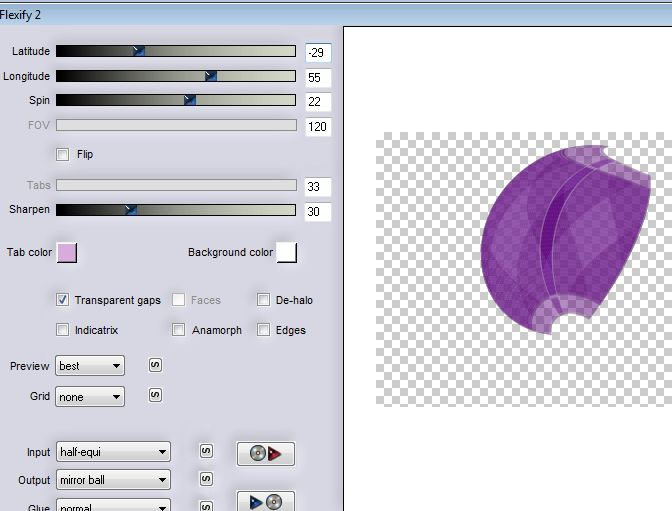 Flexify 2
Latitude -29
Longitude 55
Spin 22
FOV 120
Flip
Tabs 33
Sharpen 30
Tab color Background color
Transparent gaps Faces De-halo
Indicatrix Anamorph Edges
Preview best S
Grid none S
Input half-equi S
Output mirror ball S
Glue normal